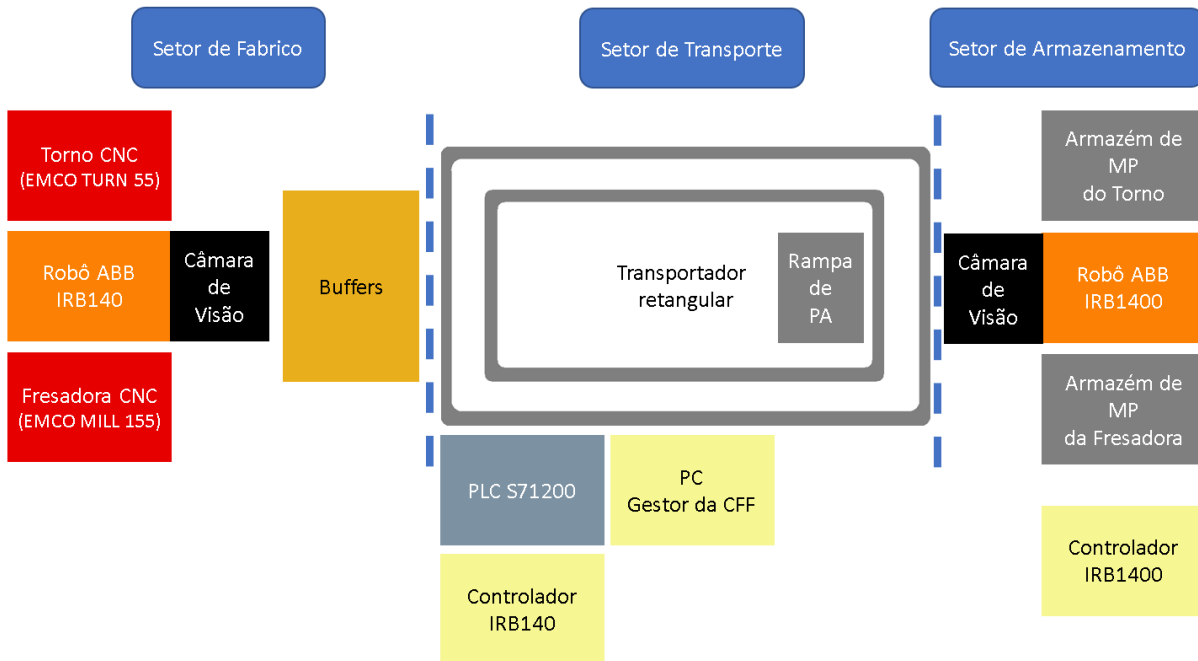 Setor de Fabrico
Setor de Transporte
Setor de Armazenamento
Torno CNC
(EMCO TURN 55)
Robô ABB
IRB140
Câmara
de
Visão
Fresadora CNC
(EMCO MILL 155)
Buffers
Transportador
retangular
Rampa
de
PA
Câmara
de
Visão
Armazém de
MP
do Torno
Robô ABB
IRB1400
Armazém de
MP
da Fresadora
PLC S71200
PC
Gestor da CFF
Controlador
IRB140
Controlador
IRB1400